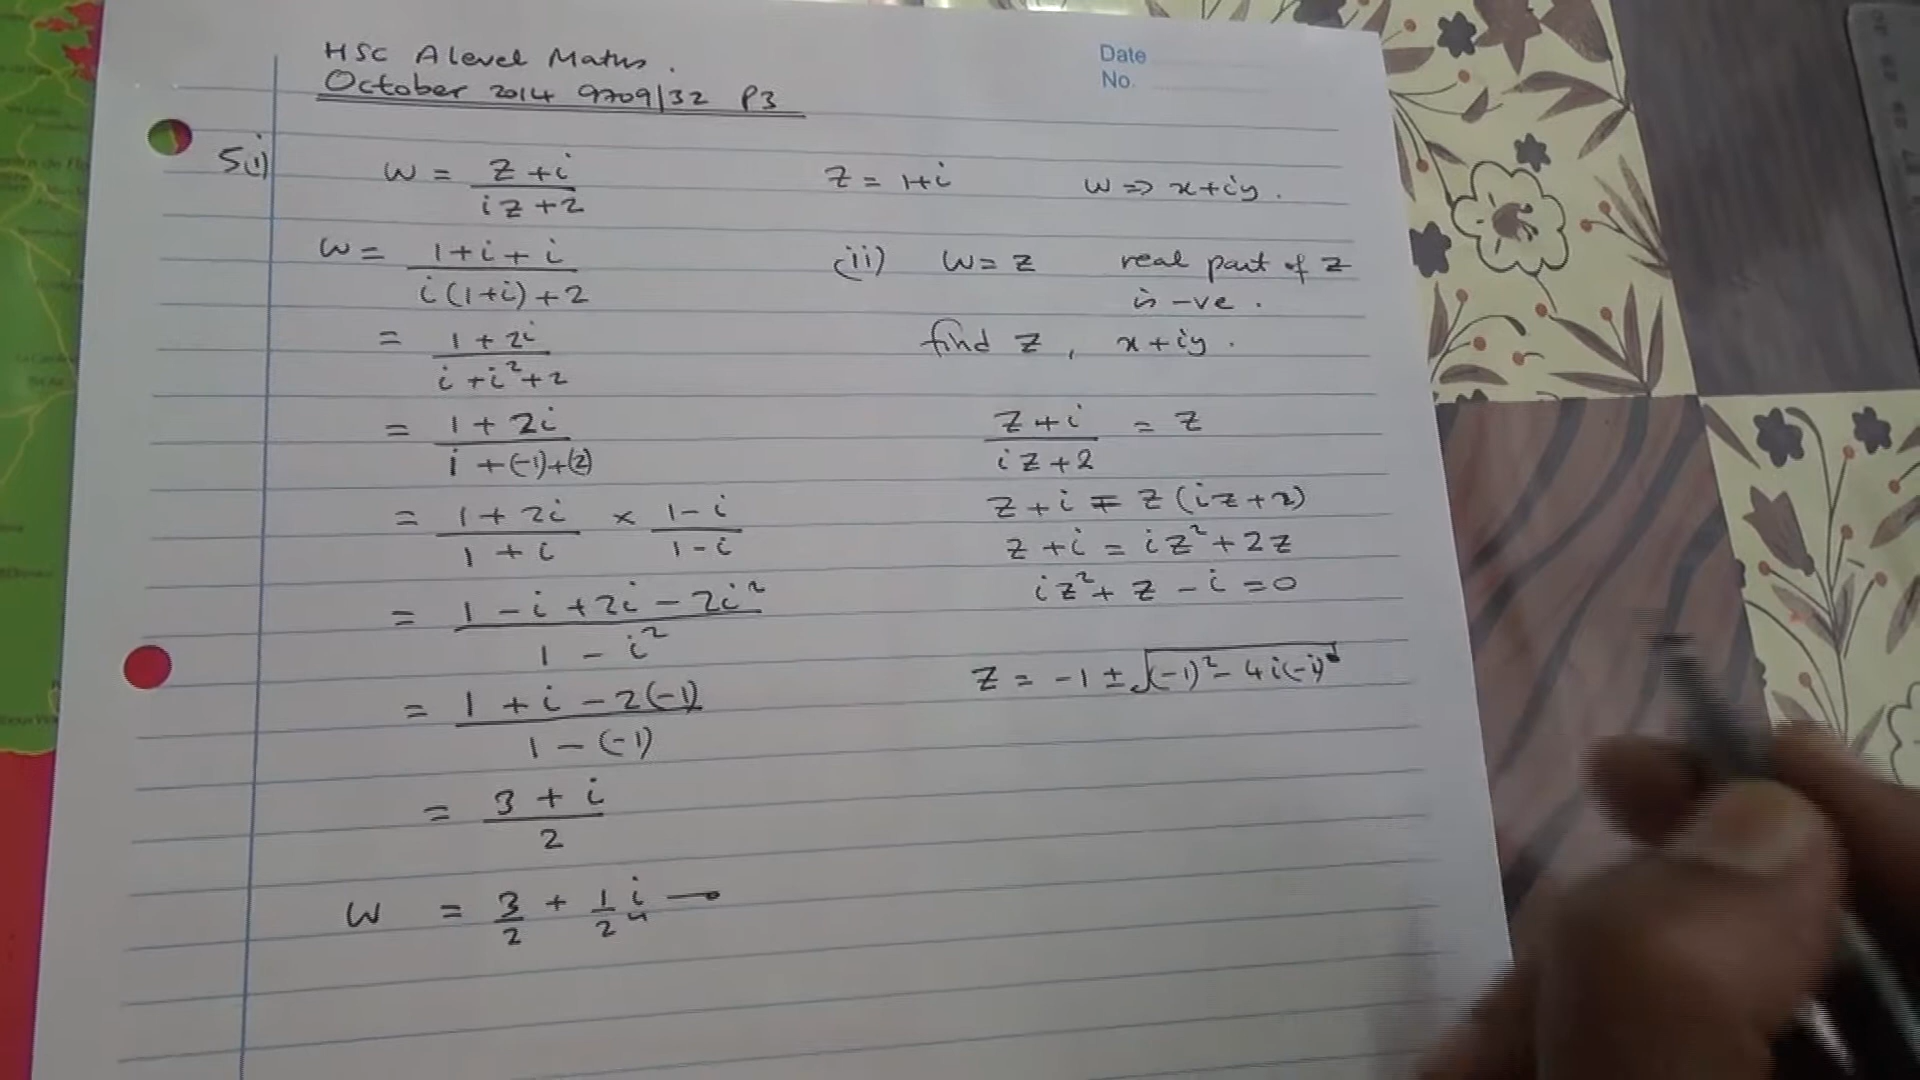 HSC A level Maths.
October 2014 9709/32 P3
Date
No.
5(i) w = z+i / iz+2
z = 1+i
w => x+iy.
w = 1+i+i / i(1+i)+2
= 1+2i / i+i²+2
= 1+2i / i+(-1)+(2)
= 1+2i / 1+i × 1-i / 1-i
= 1-i+2i-2i² / 1-i²
= 1+i-2(-1) / 1-(-1)
= 3+i / 2
w = 3/2 + 1/2 i
(ii) w = z real part of z
is -ve.
find z, x+iy.
z+i / iz+2 = z
z+i = z(iz+2)
z+i = iz²+2z
iz²+z-i=0
z = -1 ± √(-1)²-4i(-i)